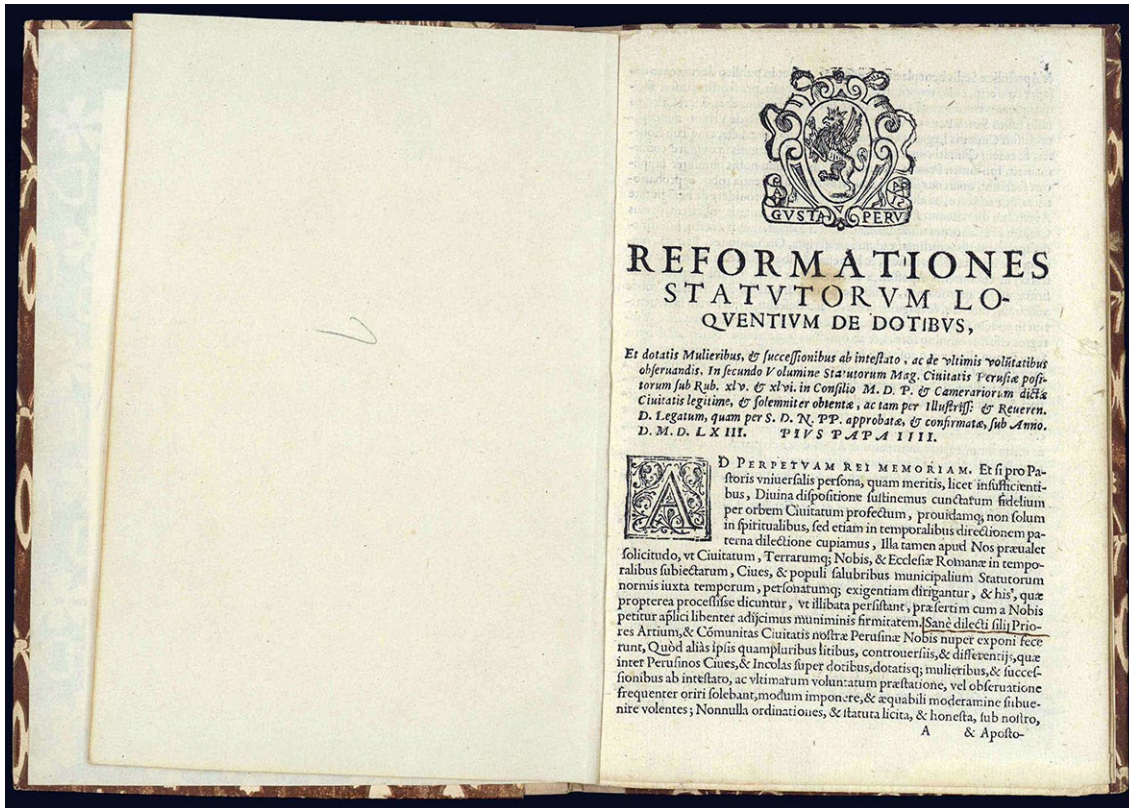 A
GVSTA PERV
REFORMATIONES
STATVTORVM LO-
QVENTIVM DE DOTIBVS,
Et dotatis Mulieribus, & ſucceſſionibus ab inteſtato, ac de vltimis volũtatibus
obſeruandis. In ſecundo Volumine Statutorum Mag. Ciuitatis Peruſiæ poſi-
torum ſub Rub. xlv. & xlvi. in Conſilio M. D. P. & Camerariorum dictæ
Ciuitatis legitime, & ſolemniter obtentæ, ac tam per Illuſtriſſ: & Reueren.
D. Legatum, quam per S. D. N. PP. approbatæ, & confirmatæ, ſub Anno.
D. M. D. LXIII. PIVS PAPA IIII.
AD PERPETVAM REI MEMORIAM. Et ſi pro Pa-
ſtoris vniuerſalis perſona, quam meritis, licet inſufficienti-
bus, Diuina diſpoſitione ſuſtinemus cunctarum fidelium
per orbem Ciuitatum profectum, prouidamq; non ſolum
in ſpiritualibus, ſed etiam in temporalibus directionem pa-
terna dilectione cupiamus, Illa tamen apud Nos præualet
ſolicitudo, vt Ciuitatum, Terrarumq; Nobis, & Eccleſiæ Romanæ in tempo-
ralibus ſubiectarum, Ciues, & populi ſalubribus municipalium Statutorum
normis iuxta temporum, perſonarumq; exigentiam dirigantur, & his, quæ
propterea proceſſiſſe dicuntur, vt illibata perſiſtant, præſertim cum a Nobis
petitur aplici libenter adijcimus muniminis firmitatem. Sanè dilecti filij Prio-
res Artium, & Cõmunitas Ciuitatis noſtræ Peruſinæ Nobis nuper exponi fece
runt, Quòd aliàs ipſis quampluribus litibus, controuerſiis, & differentijs, quæ
inter Peruſinos Ciues, & Incolas ſuper dotibus, dotatisq; mulieribus, & ſucceſ-
ſionibus ab inteſtato, ac vltimarum voluntatum præſtatione, vel obſeruatione
frequenter oriri ſolebant, modum imponere, & æquabili moderamine ſubue-
nire volentes; Nonnulla ordinationes, & ſtatuta licita, & honeſta, ſub noſtro,
A & Apoſto-